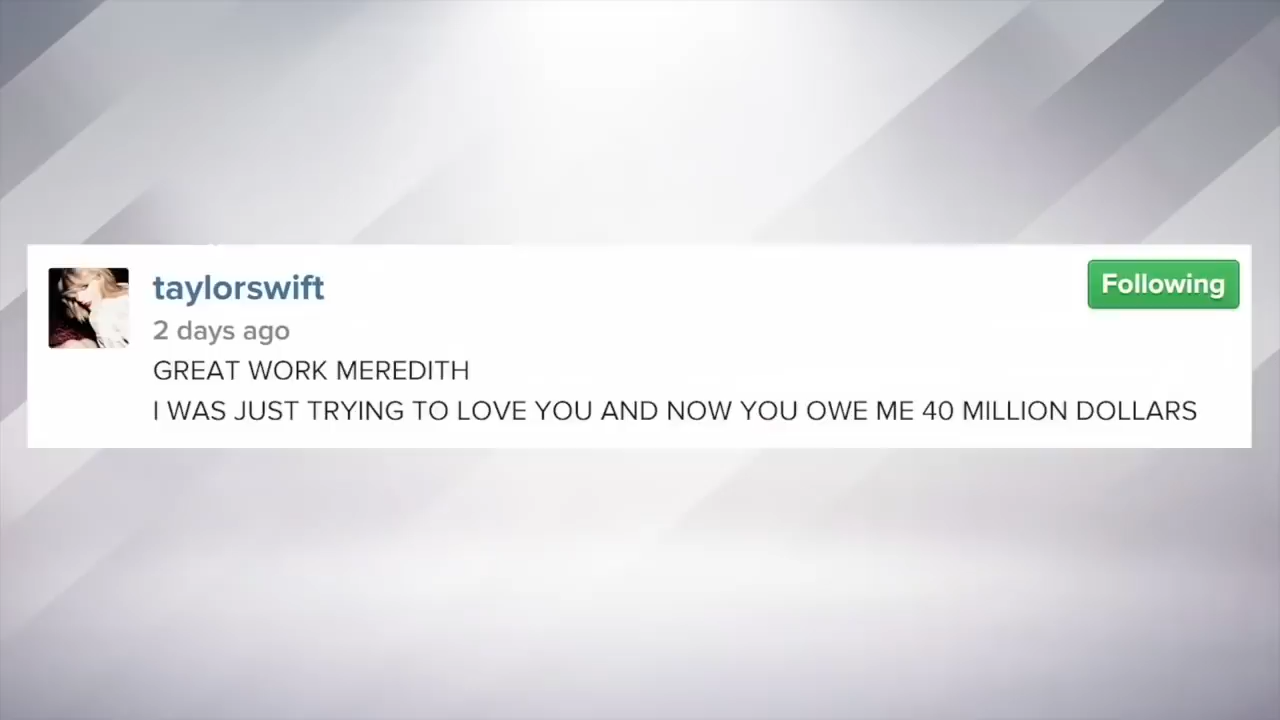 taylorswift
Following
2 days ago
GREAT WORK MEREDITH
I WAS JUST TRYING TO LOVE YOU AND NOW YOU OWE ME 40 MILLION DOLLARS